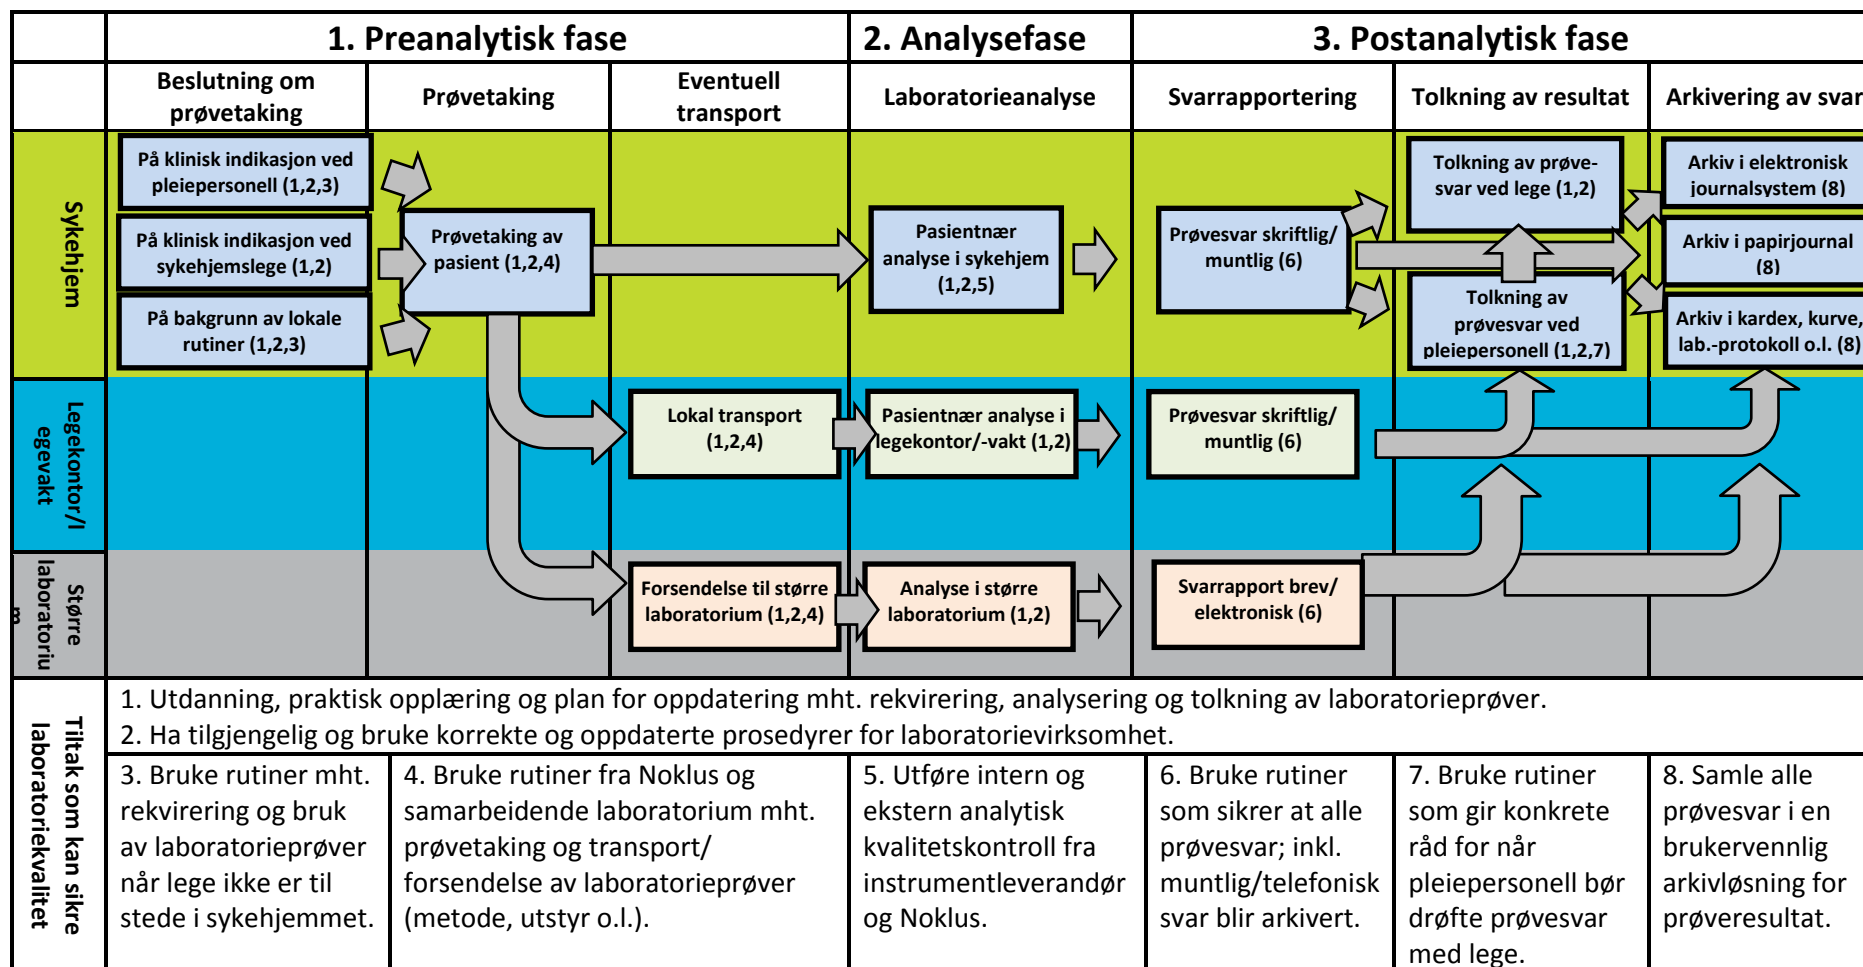 1. Preanalytisk fase
2. Analysefase
3. Postanalytisk fase
Beslutning om
prøvetaking
Prøvetaking
Eventuell
transport
Laboratorieanalyse
Svarrapportering
Tolkning av resultat
Arkivering av svar
Sykehjem
På klinisk indikasjon ved
pleiepersonell (1,2,3)
På klinisk indikasjon ved
sykehjemslege (1,2)
På bakgrunn av lokale
rutiner (1,2,3)
Prøvetaking av
pasient (1,2,4)
Pasientnær
analyse i sykehjem
(1,2,5)
Prøvesvar skriftlig/
muntlig (6)
Tolkning av prøve-
svar ved lege (1,2)
Tolkning av
prøvesvar ved
pleiepersonell (1,2,7)
Arkiv i elektronisk
journalsystem (8)
Arkiv i papirjournal
(8)
Arkiv i kardex, kurve,
lab.-protokoll o.l. (8)
Legekontor/l
egevakt
Lokal transport
(1,2,4)
Pasientnær analyse i
legekontor/-vakt (1,2)
Prøvesvar skriftlig/
muntlig (6)
Større
laboratoriu
m
Forsendelse til større
laboratorium (1,2,4)
Analyse i større
laboratorium (1,2)
Svarrapport brev/
elektronisk (6)
Tiltak som kan sikre
laboratoriekvalitet
1. Utdanning, praktisk opplæring og plan for oppdatering mht. rekvirering, analysering og tolkning av laboratorieprøver.
2. Ha tilgjengelig og bruke korrekte og oppdaterte prosedyrer for laboratorievirksomhet.
3. Bruke rutiner mht.
rekvirering og bruk
av laboratorieprøver
når lege ikke er til
stede i sykehjemmet.
4. Bruke rutiner fra Noklus og
samarbeidende laboratorium mht.
prøvetaking og transport/
forsendelse av laboratorieprøver
(metode, utstyr o.l.).
5. Utføre intern og
ekstern analytisk
kvalitetskontroll fra
instrumentleverandør
og Noklus.
6. Bruke rutiner
som sikrer at alle
prøvesvar; inkl.
muntlig/telefonisk
svar blir arkivert.
7. Bruke rutiner
som gir konkrete
råd for når
pleiepersonell bør
drøfte prøvesvar
med lege.
8. Samle alle
prøvesvar i en
brukervennlig
arkivløsning for
prøveresultat.